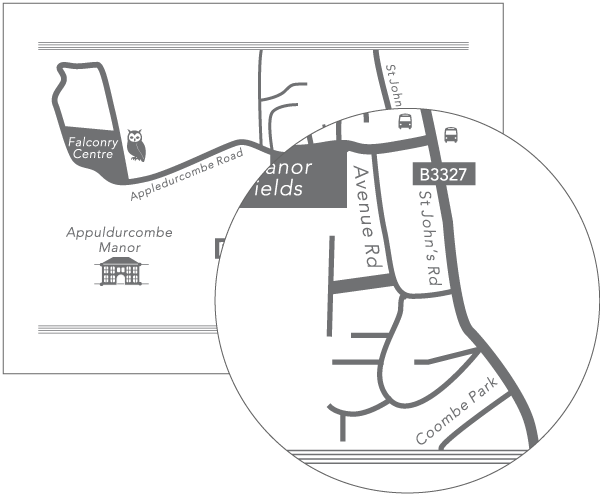 St John
Falconry
Centre
Appledurcombe Road
anor
ields
B3327
Avenue Rd
St John's Rd
Appuldurcombe
Manor
Coombe Park